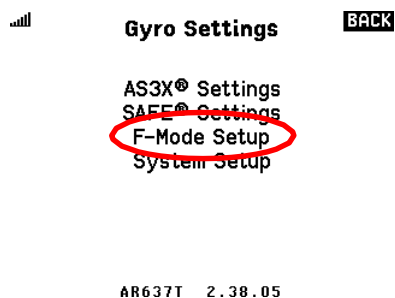 Gyro Settings
BACK
AS3X® Settings
SAFE® Settings
F-Mode Setup
System Setup
AR637T 2.38.05